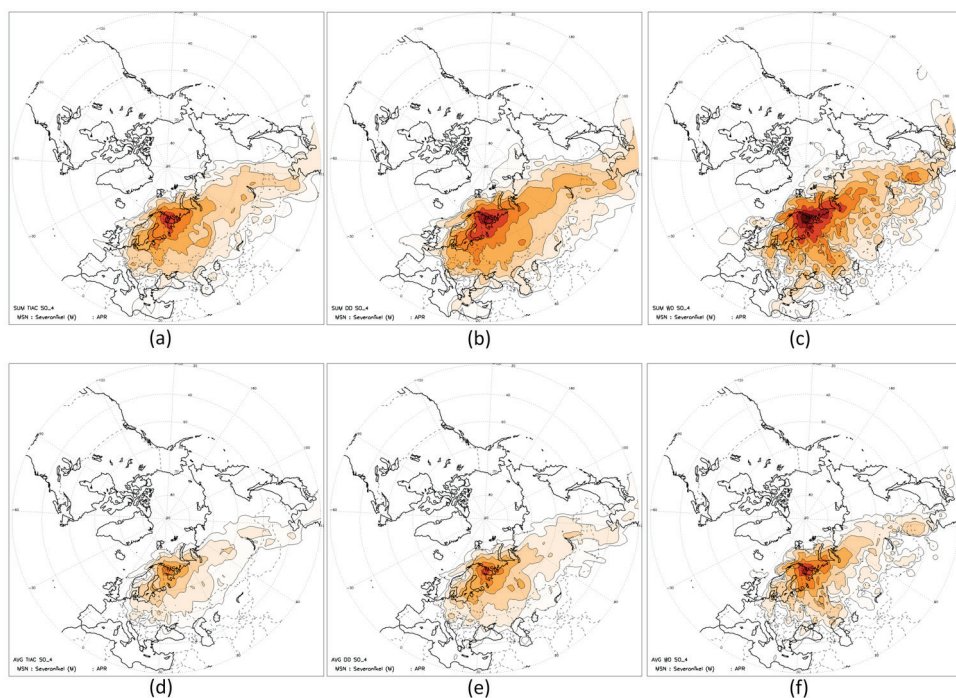 SUM TIAC SO_4
MSN : Severonikel (M) : APR
(a)
SUM DD SO_4
MSN : Severonikel (M) : APR
(b)
SUM WD SO_4
MSN : Severonikel (M) : APR
(c)
AVG TIAC SO_4
MSN : Severonikel (M) : APR
(d)
AVG DD SO_4
MSN : Severonikel (M) : APR
(e)
AVG WD SO_4
MSN : Severonikel (M) : APR
(f)